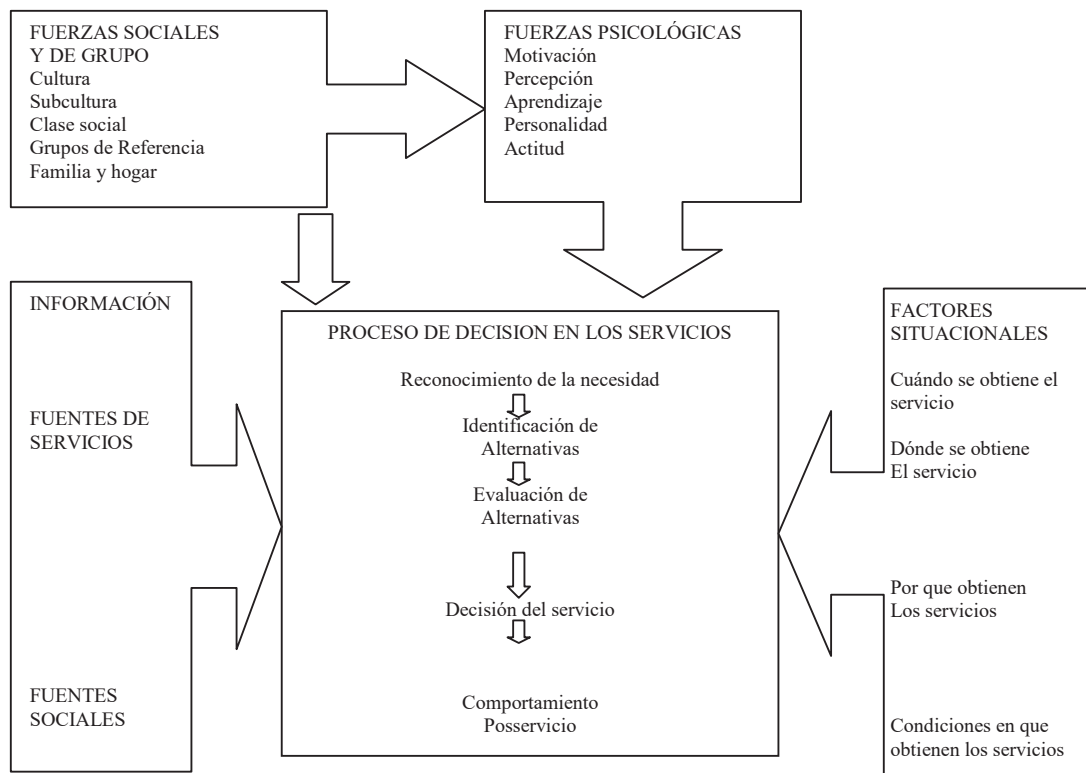 FUERZAS SOCIALES
Y DE GRUPO
Cultura
Subcultura
Clase social
Grupos de Referencia
Familia y hogar
FUERZAS PSICOLÓGICAS
Motivación
Percepción
Aprendizaje
Personalidad
Actitud
INFORMACIÓN
FUENTES DE
SERVICIOS
FUENTES
SOCIALES
PROCESO DE DECISION EN LOS SERVICIOS
Reconocimiento de la necesidad
Identificación de
Alternativas
Evaluación de
Alternativas
Decisión del servicio
Comportamiento
Posservicio
FACTORES
SITUACIONALES
Cuándo se obtiene el
servicio
Dónde se obtiene
El servicio
Por que obtienen
Los servicios
Condiciones en que
obtienen los servicios